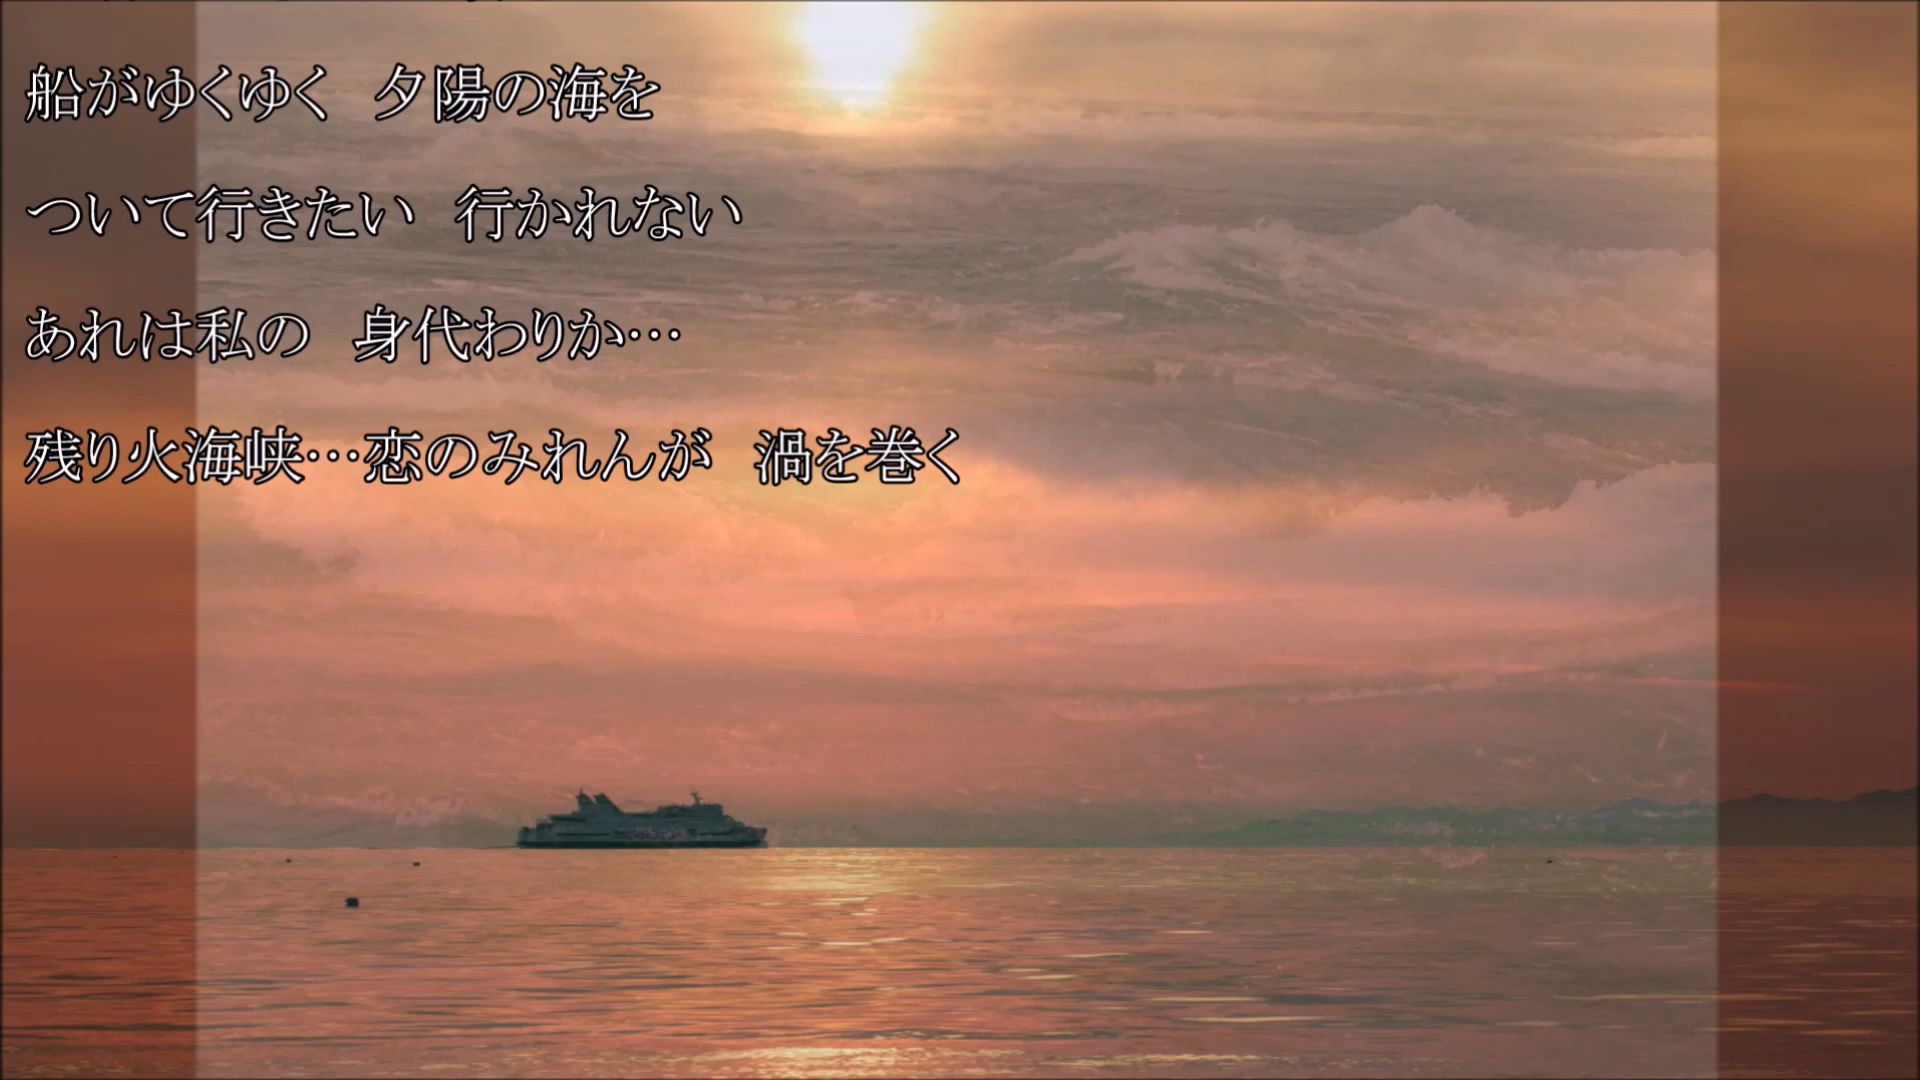 船がゆくゆく　夕陽の海を
ついて行きたい　行かれない
あれは私の　身代わりか…
残り火海峡…恋のみれんが　渦を巻く